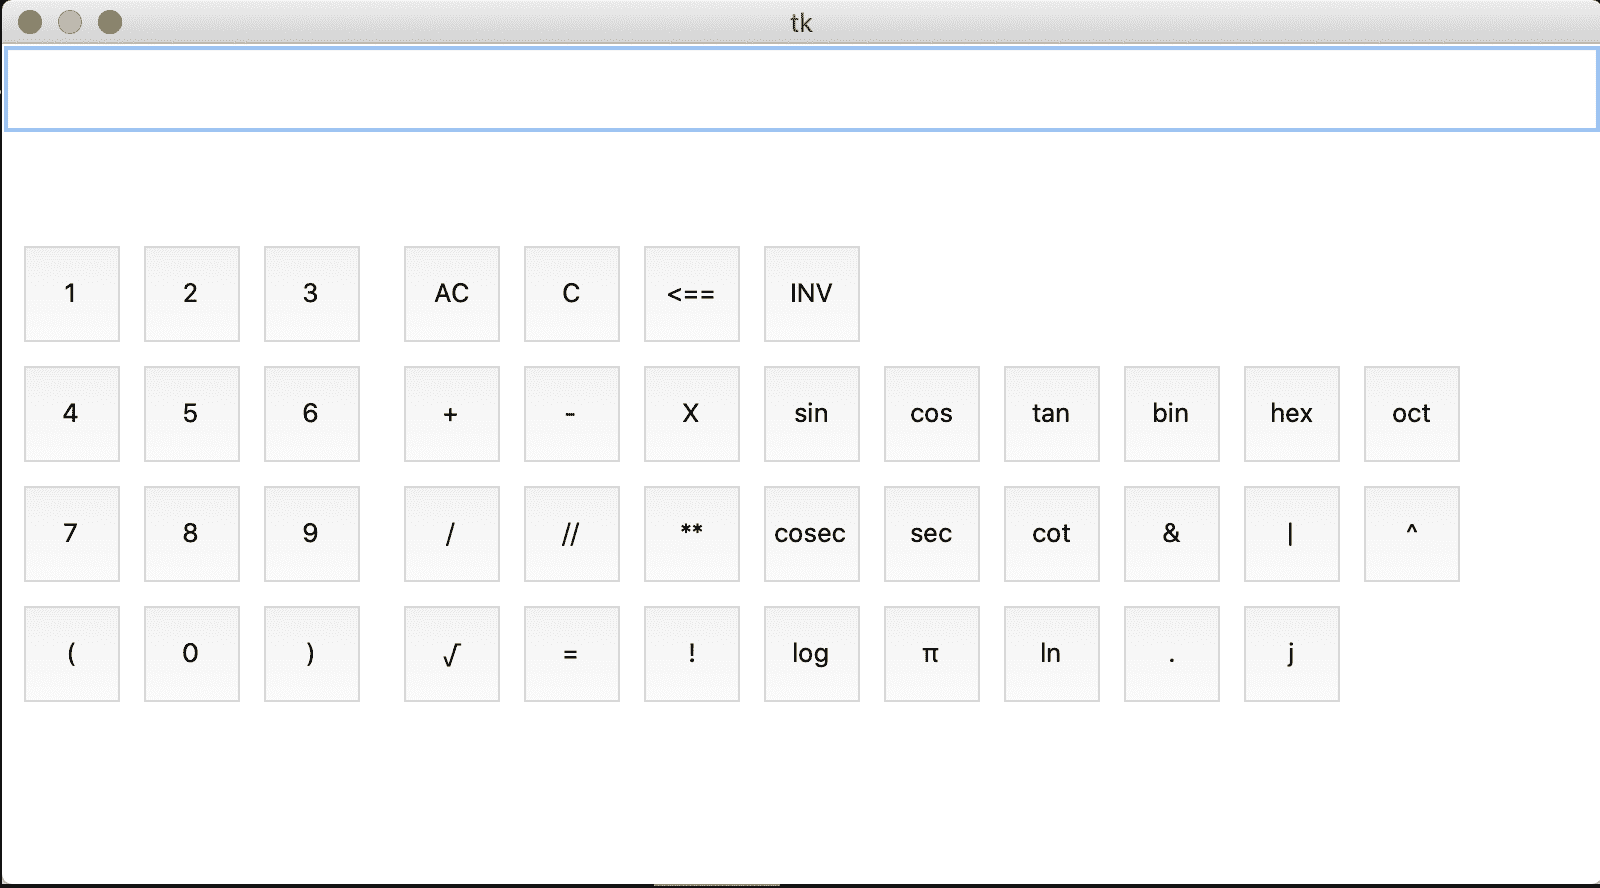 tk
1 2 3 AC C <== INV
4 5 6 + - X sin cos tan bin hex oct
7 8 9 / // ** cosec sec cot & | ^
( 0 ) √ = ! log π ln . j